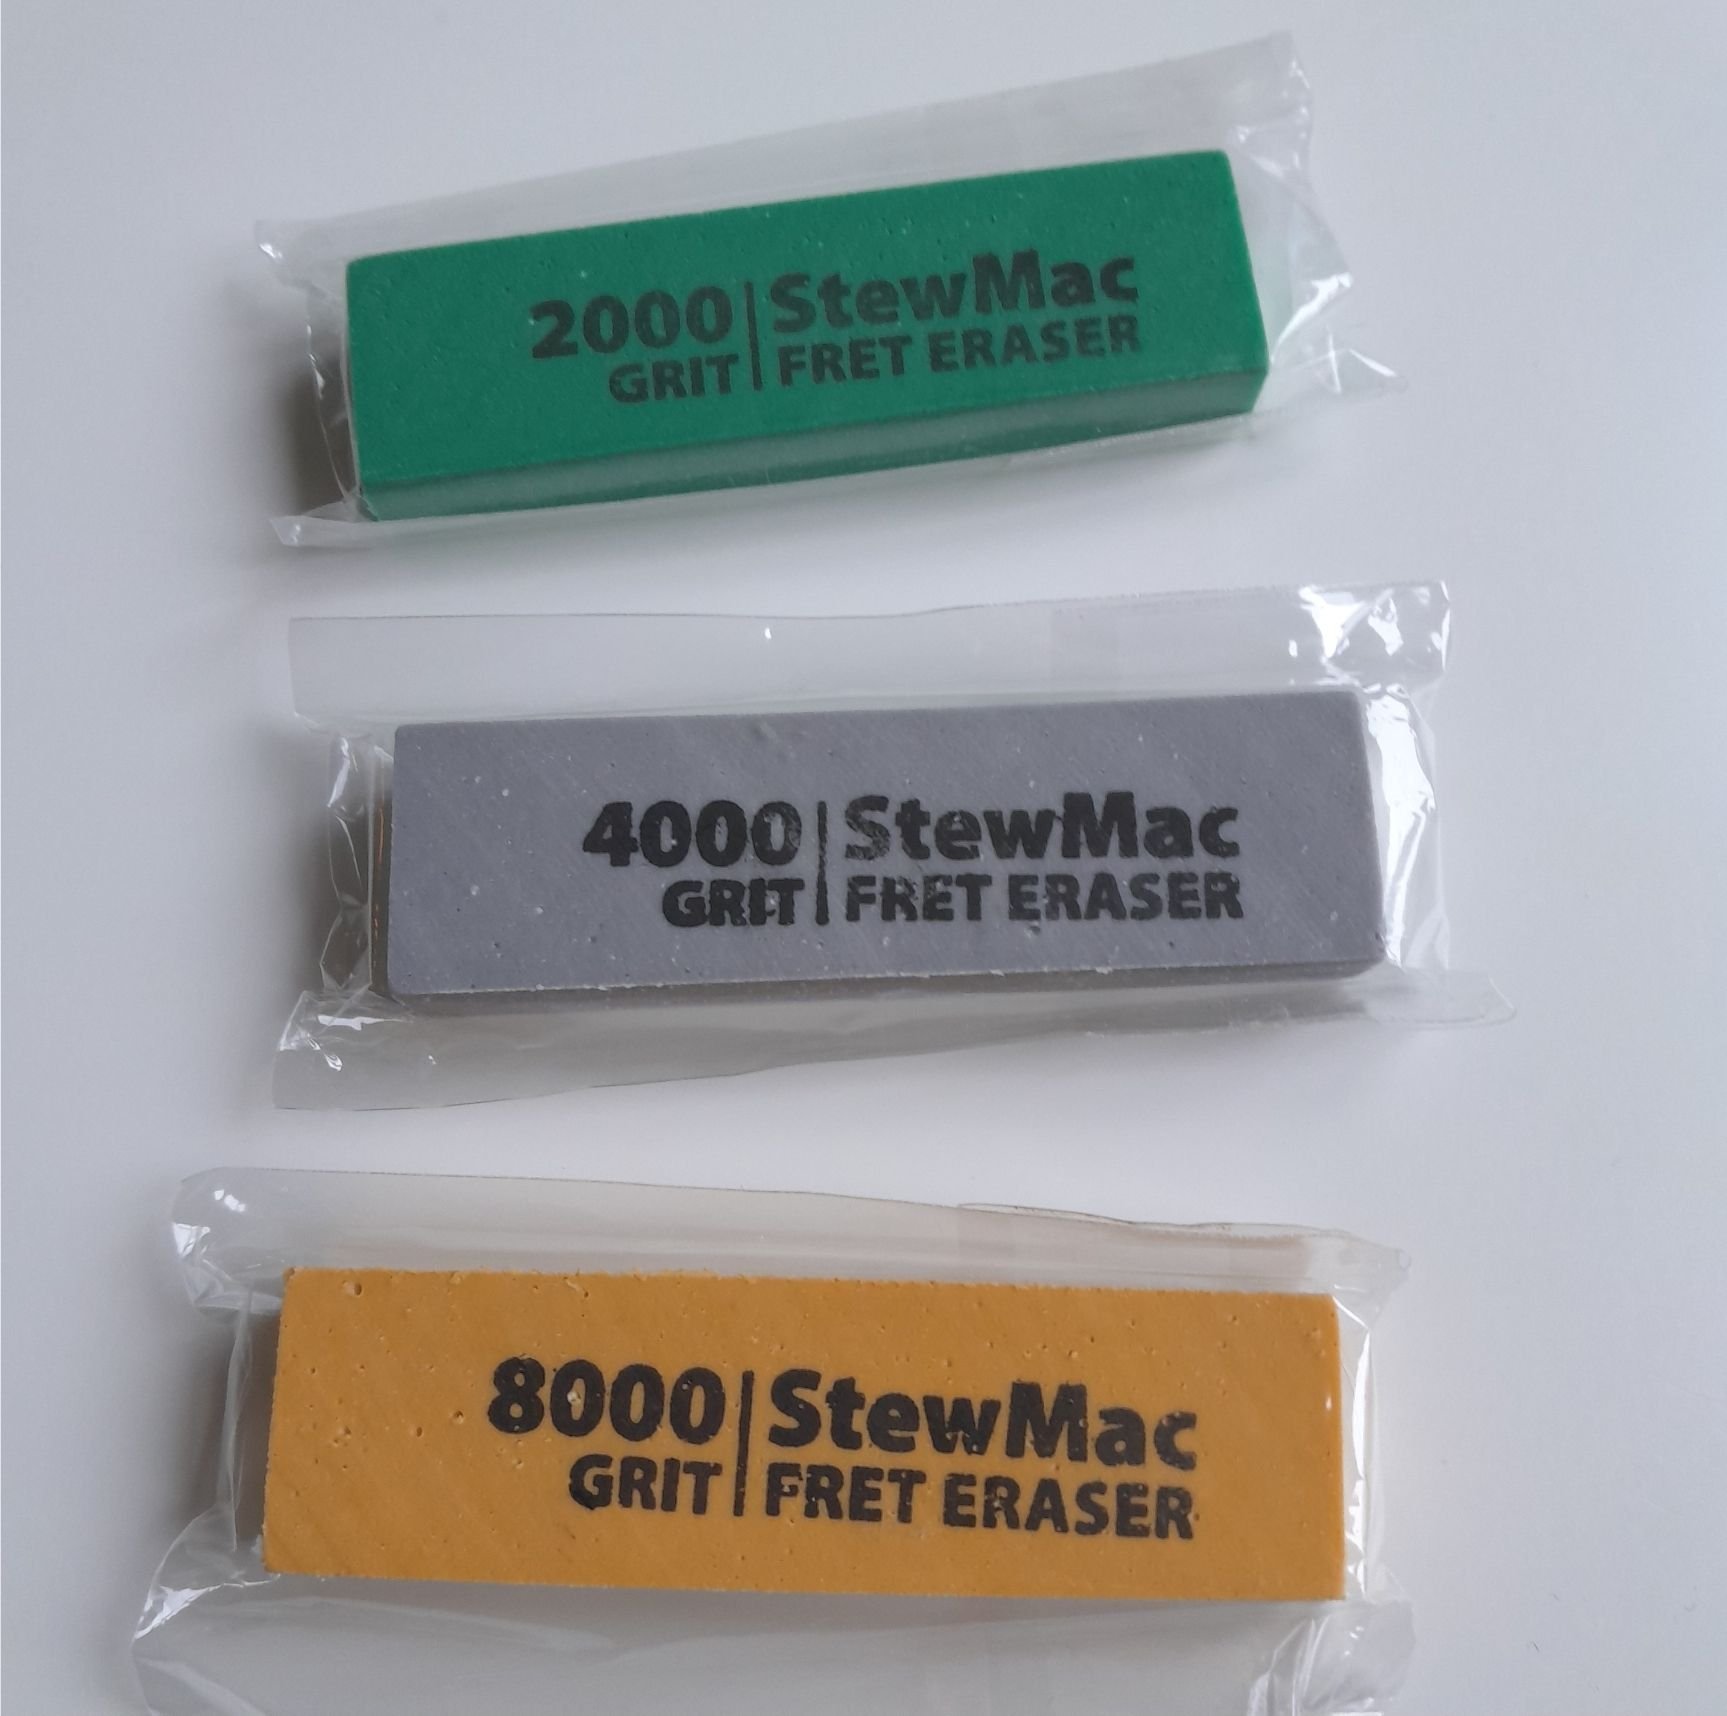 2000 | StewMac
GRIT | FRET ERASER
4000 | StewMac
GRIT | FRET ERASER
8000 | StewMac
GRIT | FRET ERASER